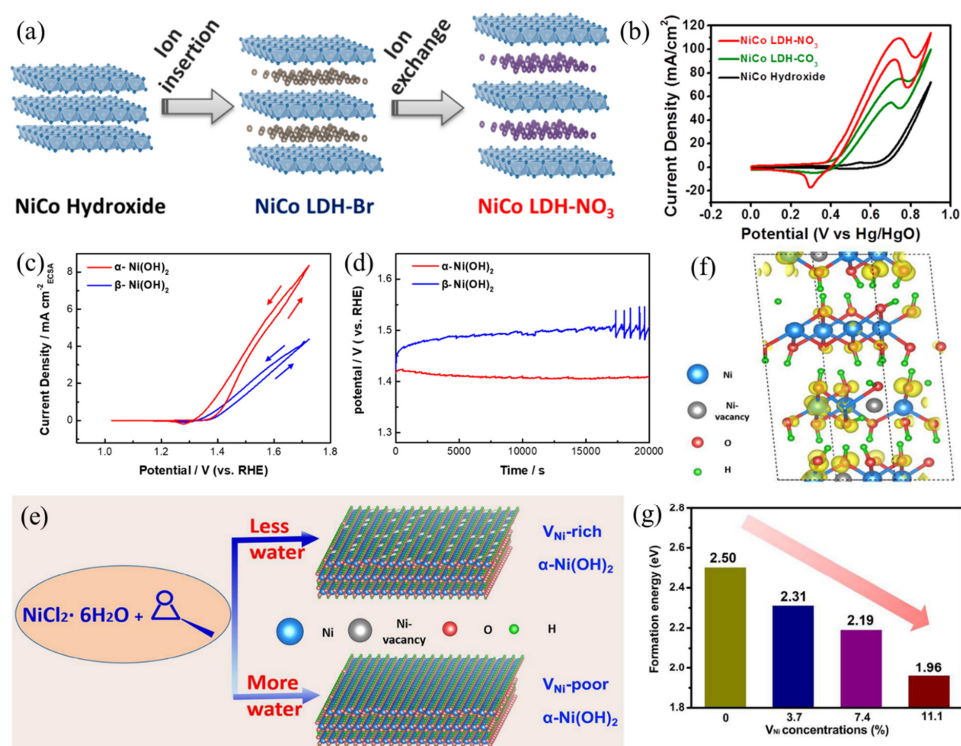 (a)
Ion
insertion
Ion
exchange
NiCo Hydroxide
NiCo LDH-Br
NiCo LDH-NO₃
(b)
Current Density (mA/cm²)
120
100
80
60
40
20
0
20
-0.2
0.0
0.2
0.4
0.6
0.8
1.0
Potential (V vs Hg/HgO)
NiCo LDH-NO₃
NiCo LDH-CO₃
NiCo Hydroxide
(c)
Current Density / mA cm⁻²ECSA
8
6
4
2
0
1.0
1.2
1.4
1.6
1.8
Potential / V (vs. RHE)
α- Ni(OH)₂
β- Ni(OH)₂
(d)
potential / V ( vs. RHE)
1.6
1.5
1.4
1.3
0
5000
10000
15000
20000
Time / s
α-Ni(OH)₂
β-Ni(OH)₂
(f)
Ni
Ni-
vacancy
O
H
(e)
NiCl₂· 6H₂O +
Less
water
More
water
V_Ni-rich
α-Ni(OH)₂
Ni
Ni-
vacancy
O
H
V_Ni-poor
α-Ni(OH)₂
(g)
Formation energy (eV)
2.8
2.6
2.4
2.2
2.0
1.8
2.50
2.31
2.19
1.96
0
3.7
7.4
11.1
V_Ni concentrations (%)